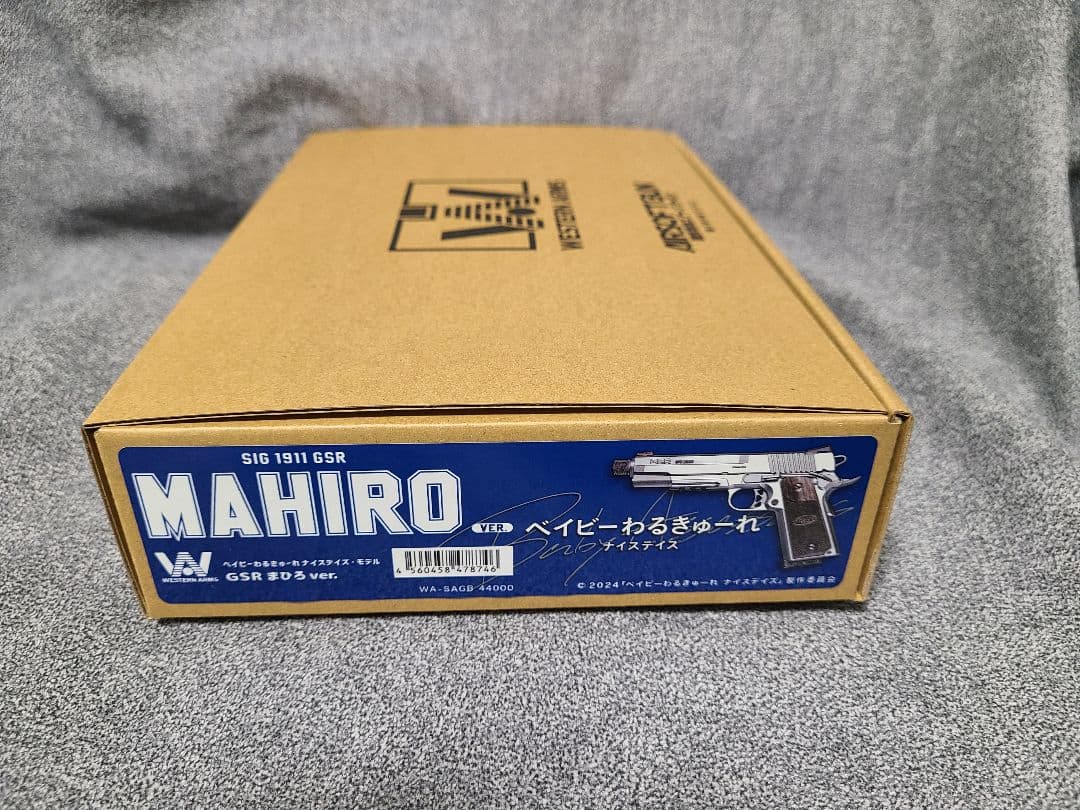 WESTERN ARMS
SIG 1911 GSR
MAHIRO
VER.
ベイビーわるきゅーれ
ナイスデイズ
WESTERN ARMS
ベイビーわるきゅーれ ナイスデイズ・モデル
GSR まひろ ver.
4 560458 478746
WA-SAGB 44000
© 2024「ベイビーわるきゅーれ ナイスデイズ」製作委員会